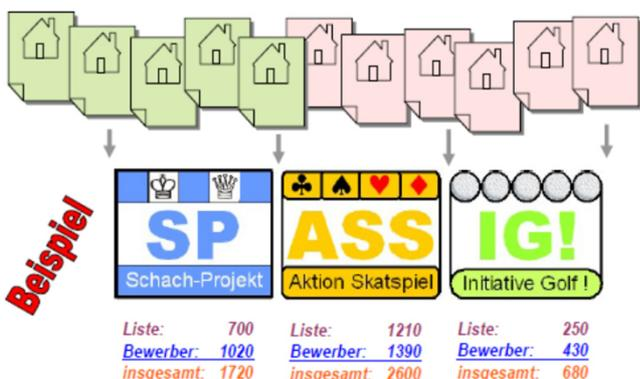 Beispiel
SP
Schach-Projekt
Liste: 700
Bewerber: 1020
insgesamt: 1720
ASS
Aktion Skatspiel
Liste: 1210
Bewerber: 1390
insgesamt: 2600
IG!
Initiative Golf !
Liste: 250
Bewerber: 430
insgesamt: 680